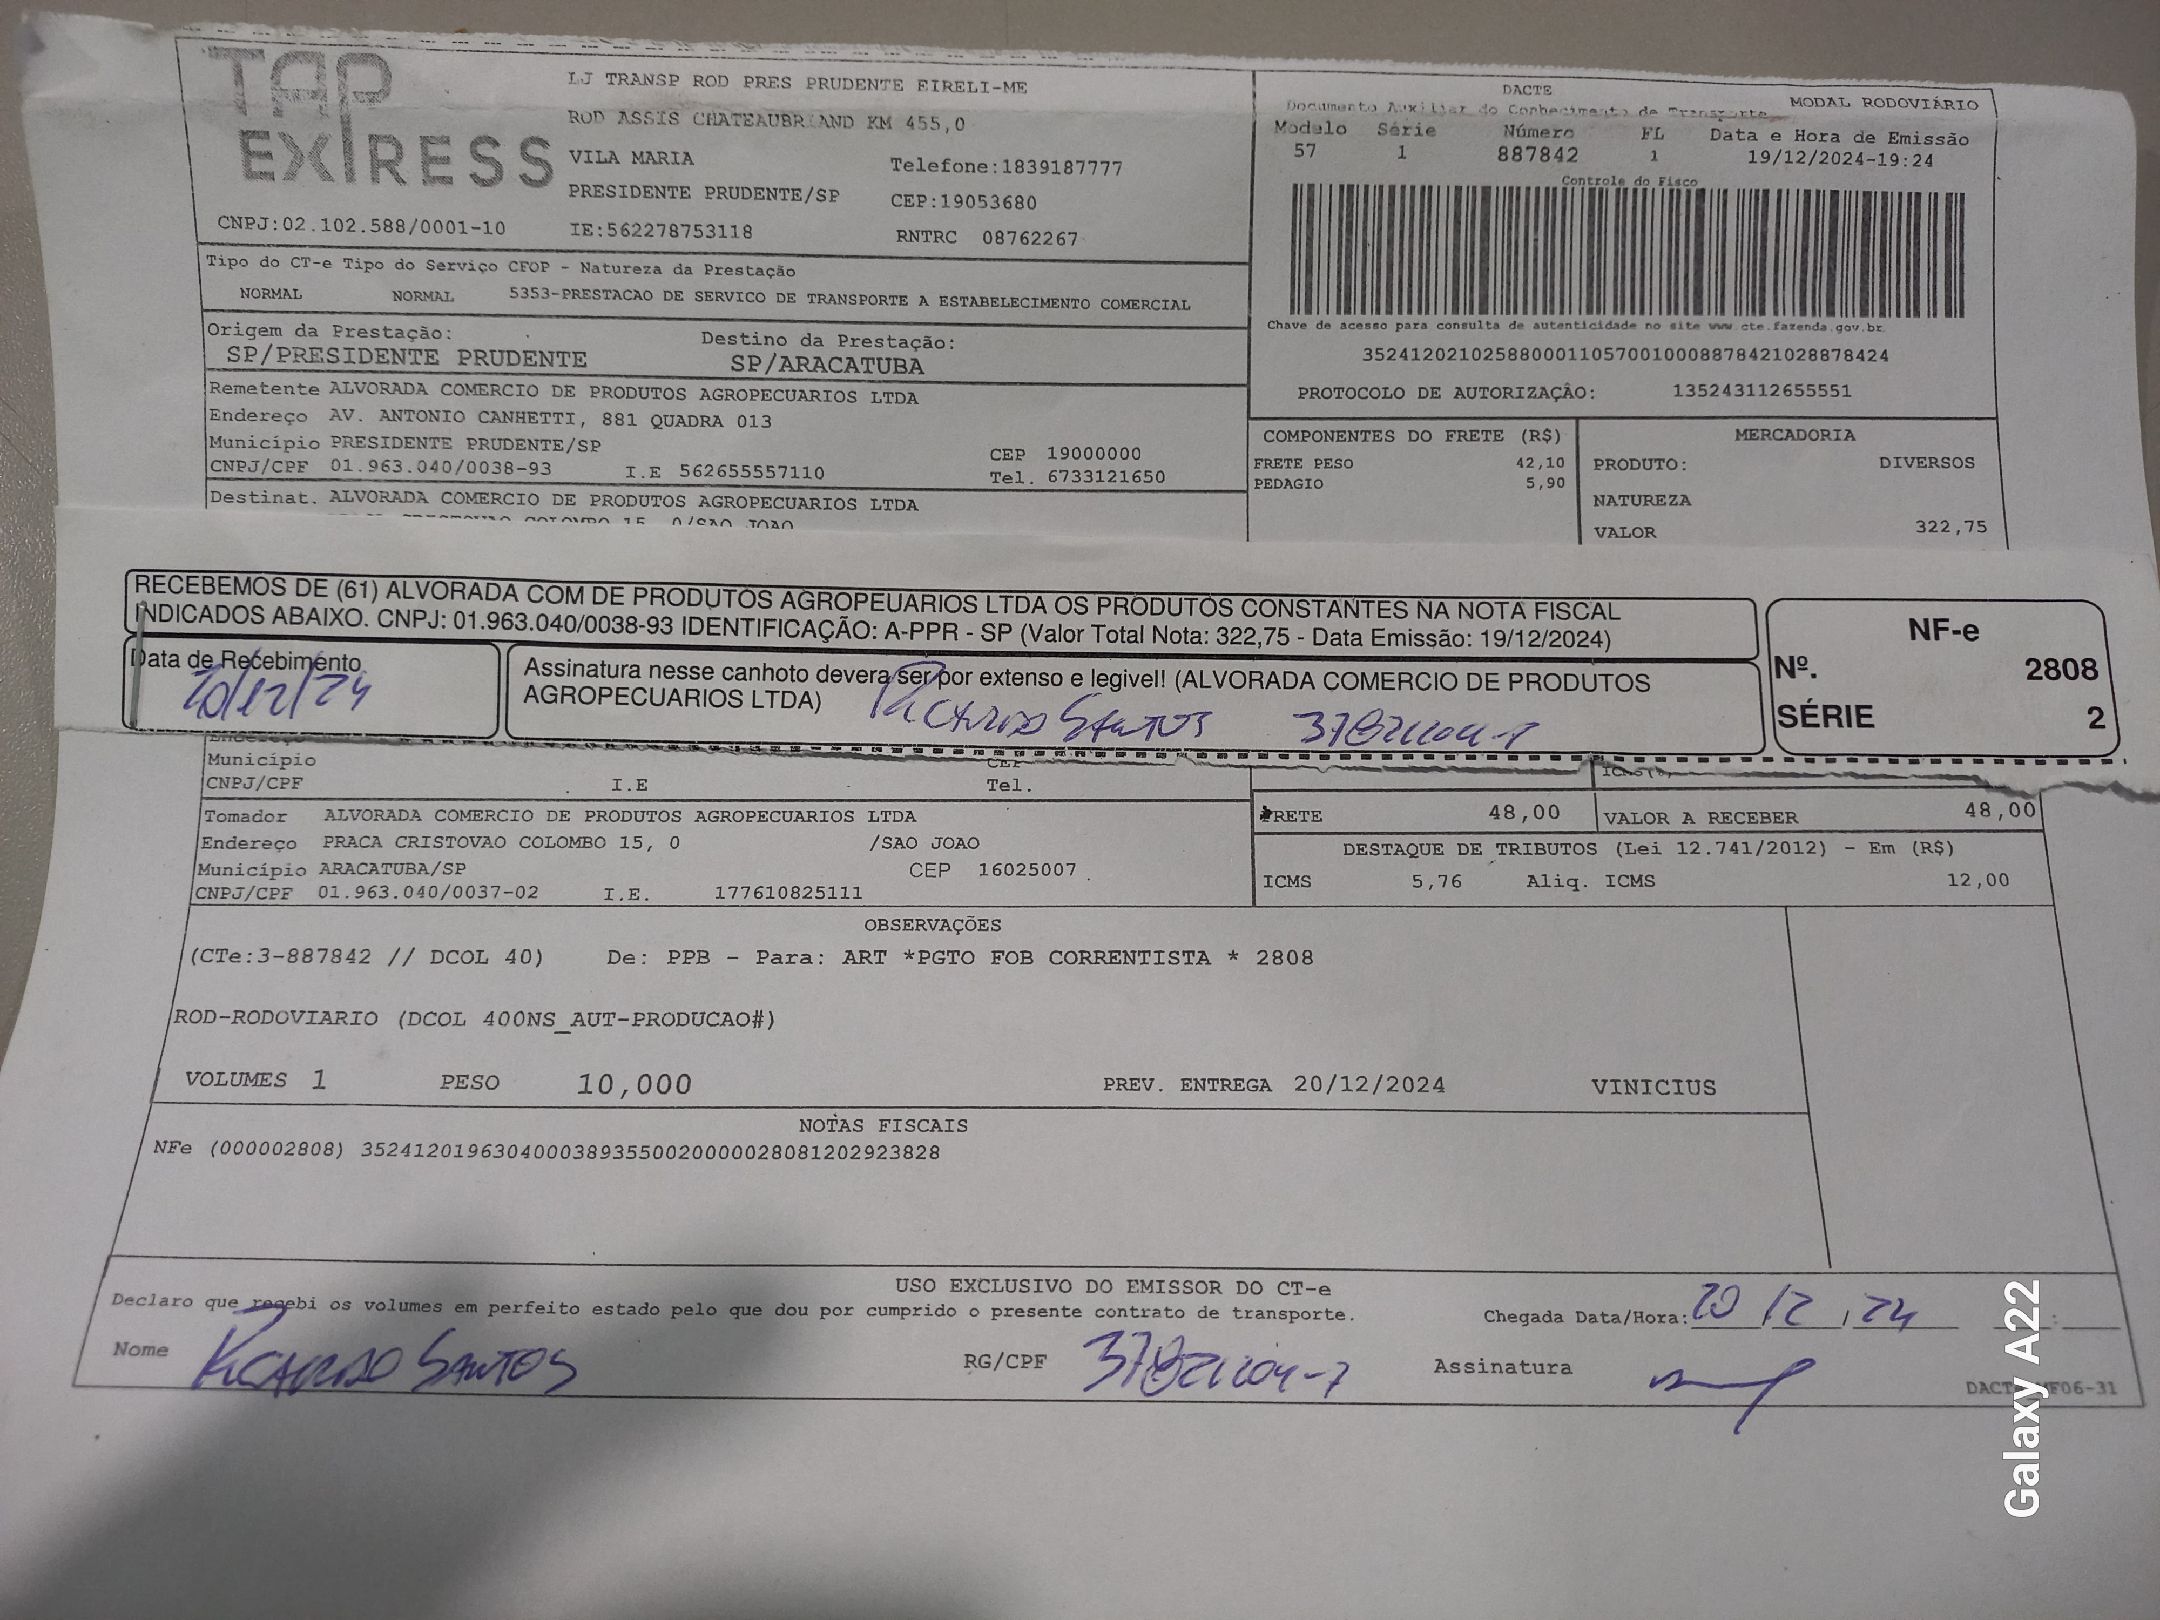 TAP EXPRESS
LJ TRANSP ROD PRES PRUDENTE EIRELI-ME
ROD ASSIS CHATEAUBRIAND KM 455,0
VILA MARIA Telefone:1839187777
PRESIDENTE PRUDENTE/SP CEP:19053680
CNPJ:02.102.588/0001-10 IE:562278753118 RNTRC 08762267
DACTE
Documento Auxiliar do Conhecimento de Transporte MODAL RODOVIÁRIO
Modelo Série Número FL Data e Hora de Emissão
57 1 887842 1 19/12/2024-19:24
Controle do Fisco
Chave de acesso para consulta de autenticidade no site www.cte.fazenda.gov.br
35241202102588000110570010008878421028878424
PROTOCOLO DE AUTORIZAÇÃO: 135243112655551
Tipo do CT-e Tipo do Serviço CFOP - Natureza da Prestação
NORMAL NORMAL 5353-PRESTACAO DE SERVICO DE TRANSPORTE A ESTABELECIMENTO COMERCIAL
Origem da Prestação: Destino da Prestação:
SP/PRESIDENTE PRUDENTE SP/ARACATUBA
Remetente ALVORADA COMERCIO DE PRODUTOS AGROPECUARIOS LTDA
Endereço AV. ANTONIO CANHETTI, 881 QUADRA 013
Município PRESIDENTE PRUDENTE/SP CEP 19000000
CNPJ/CPF 01.963.040/0038-93 I.E 562655557110 Tel. 6733121650
Destinat. ALVORADA COMERCIO DE PRODUTOS AGROPECUARIOS LTDA
COMPONENTES DO FRETE (R$) MERCADORIA
FRETE PESO 42,10 PRODUTO: DIVERSOS
PEDAGIO 5,90 NATUREZA
VALOR 322,75
RECEBEMOS DE (61) ALVORADA COM DE PRODUTOS AGROPEUARIOS LTDA OS PRODUTOS CONSTANTES NA NOTA FISCAL
INDICADOS ABAIXO. CNPJ: 01.963.040/0038-93 IDENTIFICAÇÃO: A-PPR - SP (Valor Total Nota: 322,75 - Data Emissão: 19/12/2024)
NF-e
Nº. 2808
SÉRIE 2
Data de Recebimento
20/12/24
Assinatura nesse canhoto devera ser por extenso e legivel! (ALVORADA COMERCIO DE PRODUTOS
AGROPECUARIOS LTDA) Ricardo Santos
Município CEP
CNPJ/CPF I.E Tel.
Tomador ALVORADA COMERCIO DE PRODUTOS AGROPECUARIOS LTDA
Endereço PRACA CRISTOVAO COLOMBO 15, 0 /SAO JOAO
Município ARACATUBA/SP CEP 16025007
CNPJ/CPF 01.963.040/0037-02 I.E. 177610825111
FRETE 48,00 VALOR A RECEBER 48,00
DESTAQUE DE TRIBUTOS (Lei 12.741/2012) - Em (R$)
ICMS 5,76 Aliq. ICMS 12,00
OBSERVAÇÕES
(CTe:3-887842 // DCOL 40) De: PPB - Para: ART *PGTO FOB CORRENTISTA * 2808
ROD-RODOVIARIO (DCOL 400NS_AUT-PRODUCAO#)
VOLUMES 1 PESO 10,000 PREV. ENTREGA 20/12/2024 VINICIUS
NOTAS FISCAIS
NFe (000002808) 35241201963040003893550020000028081202923828
USO EXCLUSIVO DO EMISSOR DO CT-e
Declaro que recebi os volumes em perfeito estado pelo que dou por cumprido o presente contrato de transporte. Chegada Data/Hora: 20/12/24
Nome Ricardo Santos RG/CPF Assinatura
Galaxy A22